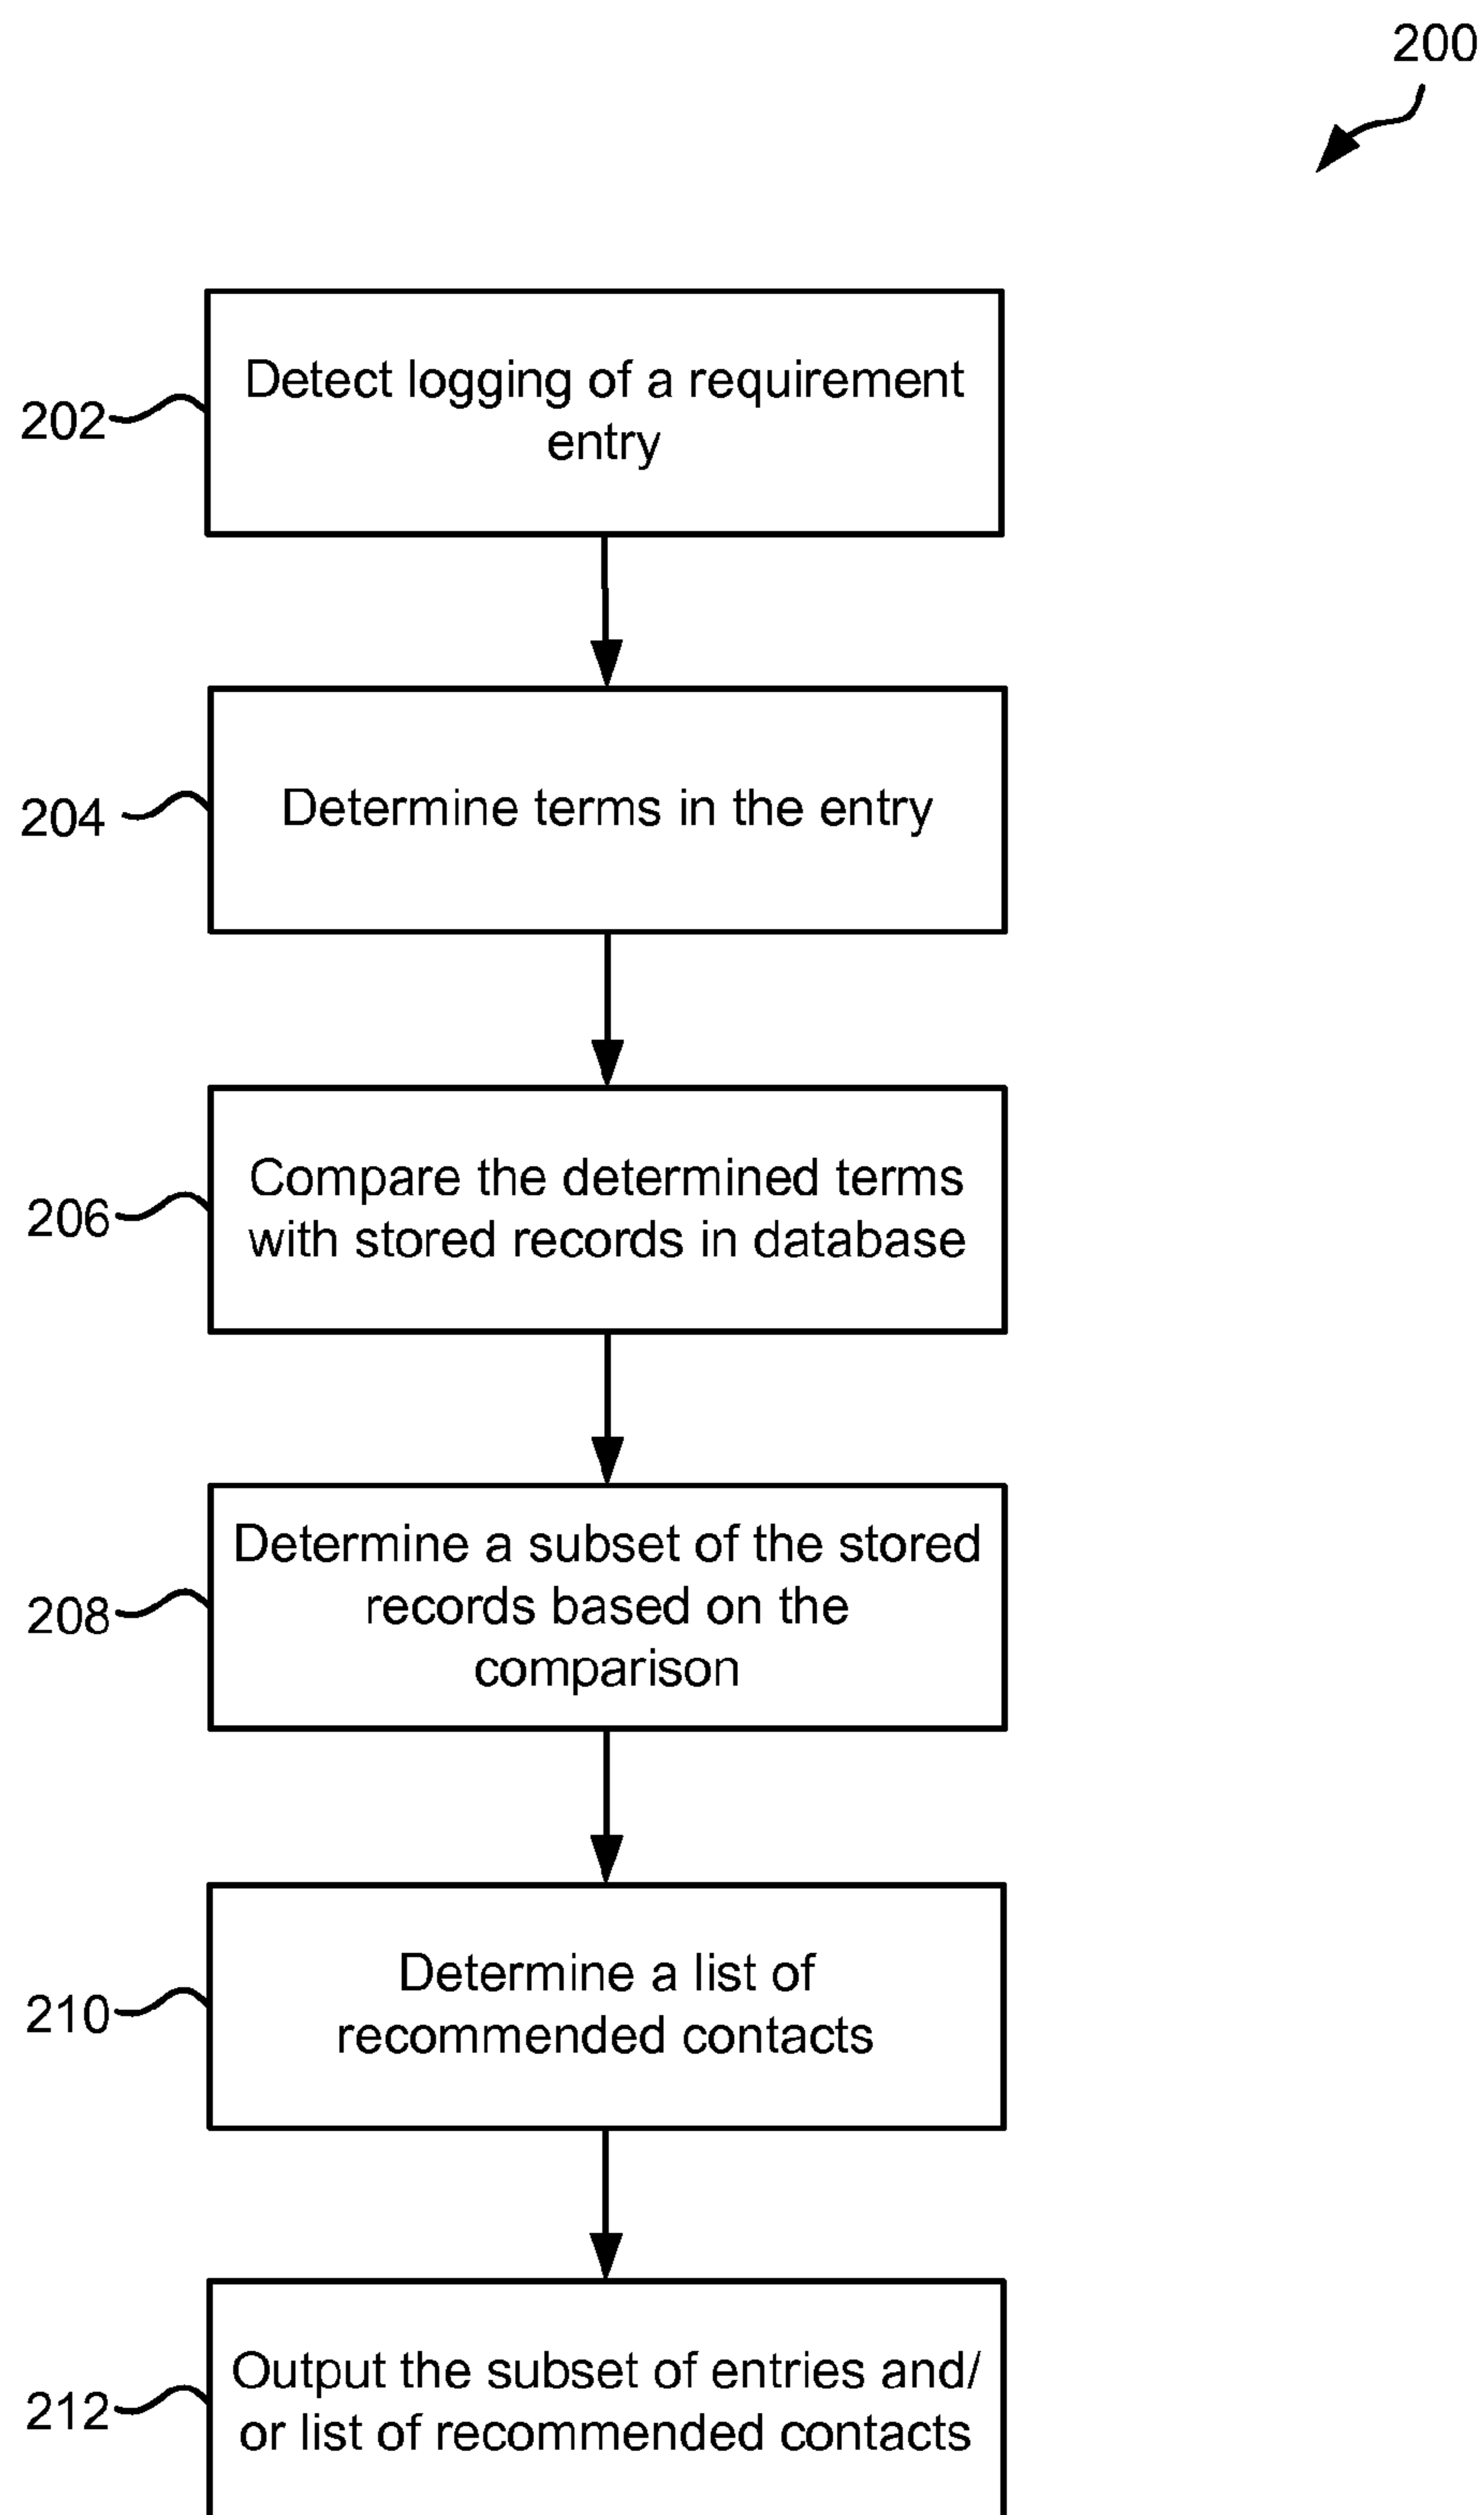 200
202
Detect logging of a requirement
entry
204
Determine terms in the entry
206
Compare the determined terms
with stored records in database
208
Determine a subset of the stored
records based on the
comparison
210
Determine a list of
recommended contacts
212
Output the subset of entries and/
or list of recommended contacts